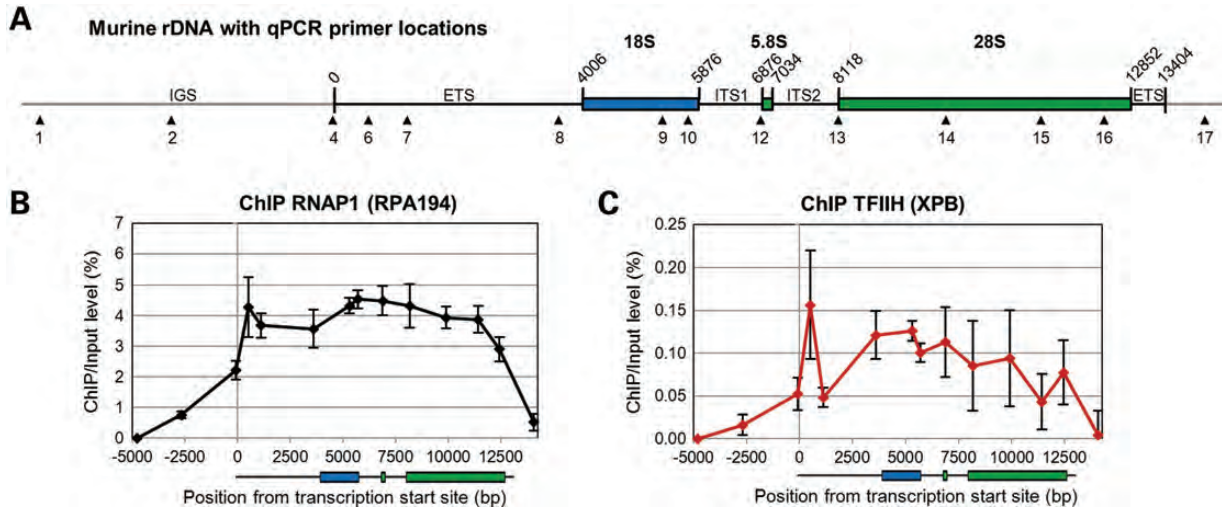 A
Murine rDNA with qPCR primer locations
18S
5.8S
28S
0
4006
5876
6876
7034
8118
12852
13404
IGS
ETS
ITS1
ITS2
ETS
1 2 4 6 7 8 9 10 12 13 14 15 16 17
B
ChIP RNAP1 (RPA194)
ChIP/Input level (%)
7
6
5
4
3
2
1
0
-5000 -2500 0 2500 5000 7500 10000 12500
Position from transcription start site (bp)
C
ChIP TFIIH (XPB)
ChIP/Input level (%)
0.25
0.20
0.15
0.10
0.05
0.00
-5000 -2500 0 2500 5000 7500 10000 12500
Position from transcription start site (bp)